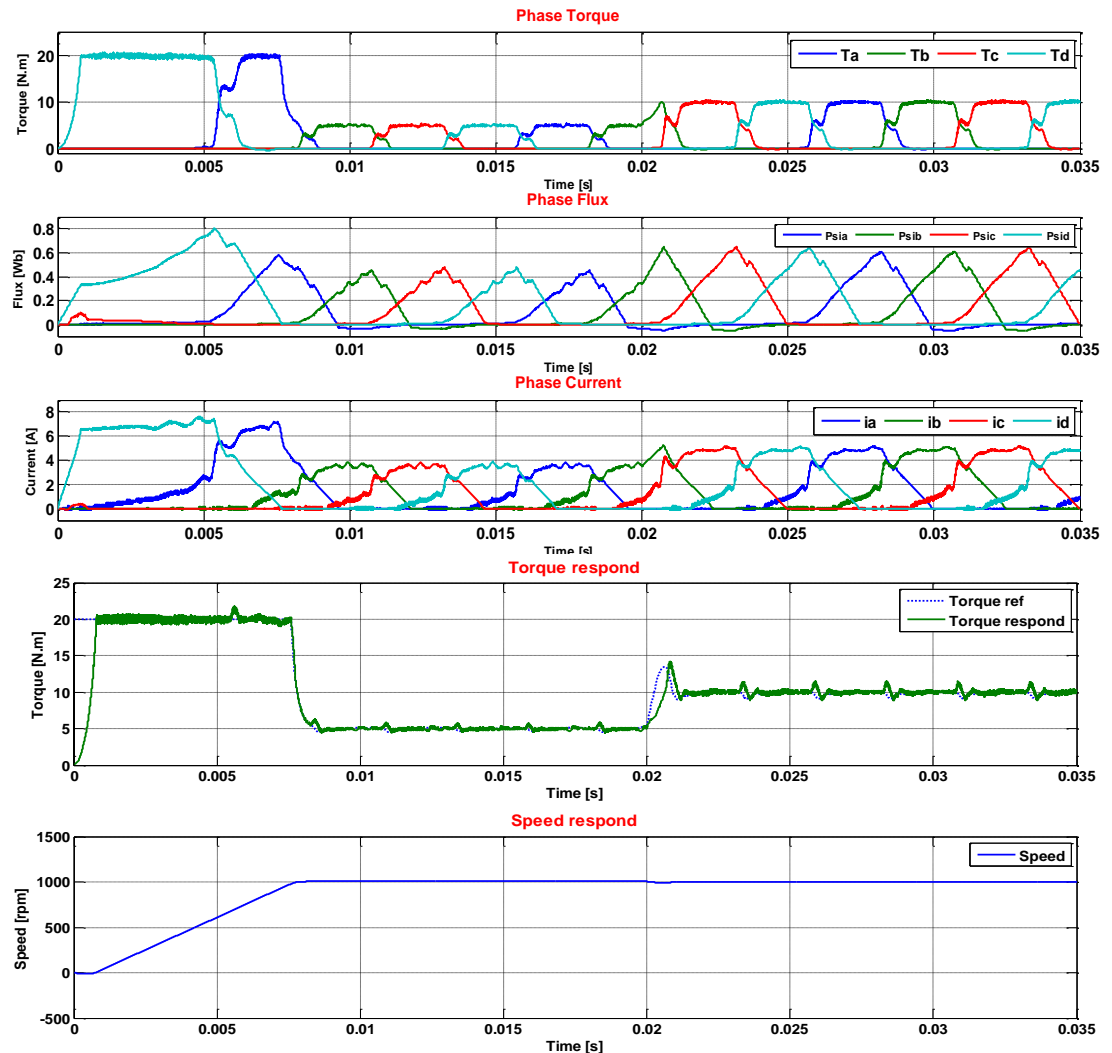 Phase Torque
Torque [N.m]
20
10
0
Ta Tb Tc Td
0 0.005 0.01 0.015 0.02 0.025 0.03 0.035
Time [s]
Phase Flux
Flux [Wb]
0.8
0.6
0.4
0.2
0
Psia Psib Psic Psid
0 0.005 0.01 0.015 0.02 0.025 0.03 0.035
Time [s]
Phase Current
Current [A]
8
6
4
2
0
ia ib ic id
0 0.005 0.01 0.015 0.02 0.025 0.03 0.035
Time [s]
Torque respond
Torque [N.m]
25
20
15
10
5
0
Torque ref
Torque respond
0 0.005 0.01 0.015 0.02 0.025 0.03 0.035
Time [s]
Speed respond
Speed [rpm]
1500
1000
500
0
-500
Speed
0 0.005 0.01 0.015 0.02 0.025 0.03 0.035
Time [s]